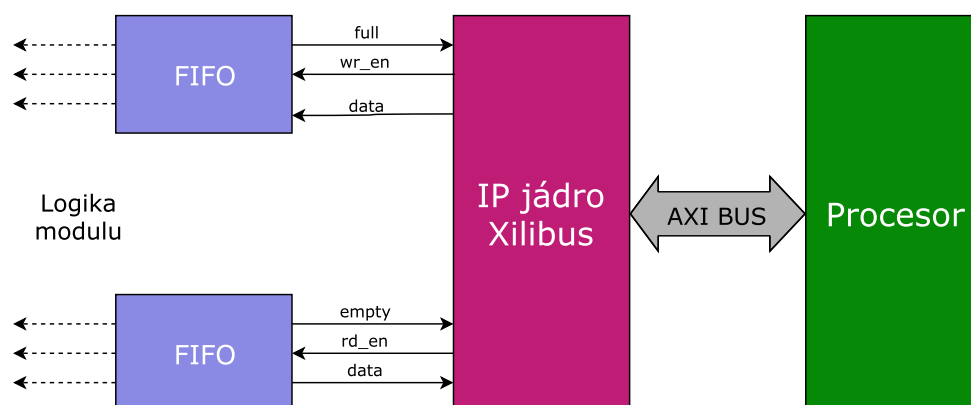 full
FIFO
wr_en
data
Logika
modulu
IP jádro
Xilibus
AXI BUS
Procesor
empty
FIFO
rd_en
data